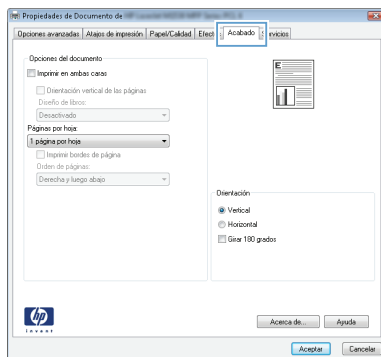 Propiedades de Documento de
Opciones avanzadas Atajos de impresión Papel/Calidad Acabado
Opciones del documento
Imprimir en ambas caras
Orientación vertical de las páginas
Diseño de libros:
Desactivado
Páginas por hoja:
1 página por hoja
Imprimir bordes de página
Orden de páginas:
Derecha y luego abajo
E
Orientación
Vertical
Horizontal
Girar 180 grados
hp
invent
Acerca de... Ayuda
Aceptar Cancelar